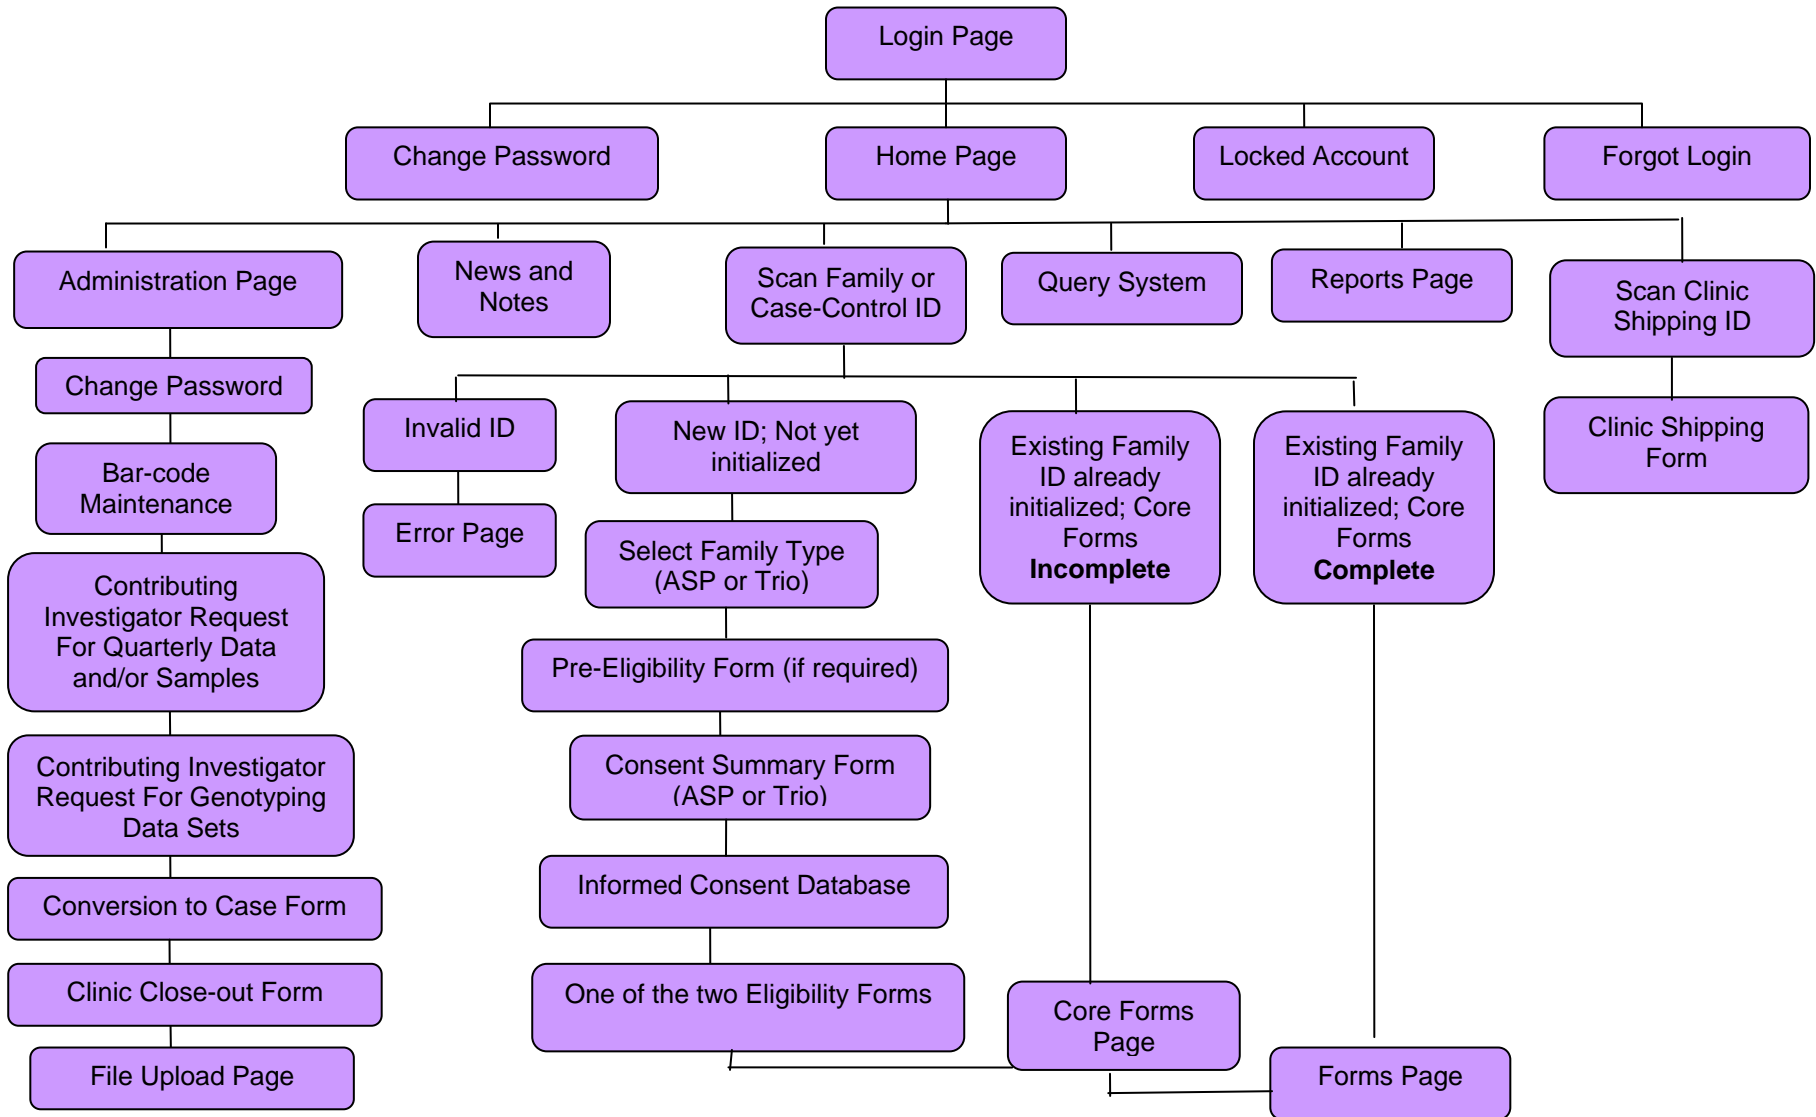 Login Page
Change Password
Home Page
Locked Account
Forgot Login
Administration Page
News and
Notes
Scan Family or
Case-Control ID
Query System
Reports Page
Scan Clinic
Shipping ID
Change Password
Bar-code
Maintenance
Contributing
Investigator Request
For Quarterly Data
and/or Samples
Contributing Investigator
Request For Genotyping
Data Sets
Conversion to Case Form
Clinic Close-out Form
File Upload Page
Invalid ID
Error Page
New ID; Not yet
initialized
Select Family Type
(ASP or Trio)
Pre-Eligibility Form (if required)
Consent Summary Form
(ASP or Trio)
Informed Consent Database
One of the two Eligibility Forms
Existing Family
ID already
initialized; Core
Forms
Incomplete
Core Forms
Page
Existing Family
ID already
initialized; Core
Forms
Complete
Forms Page
Clinic Shipping
Form